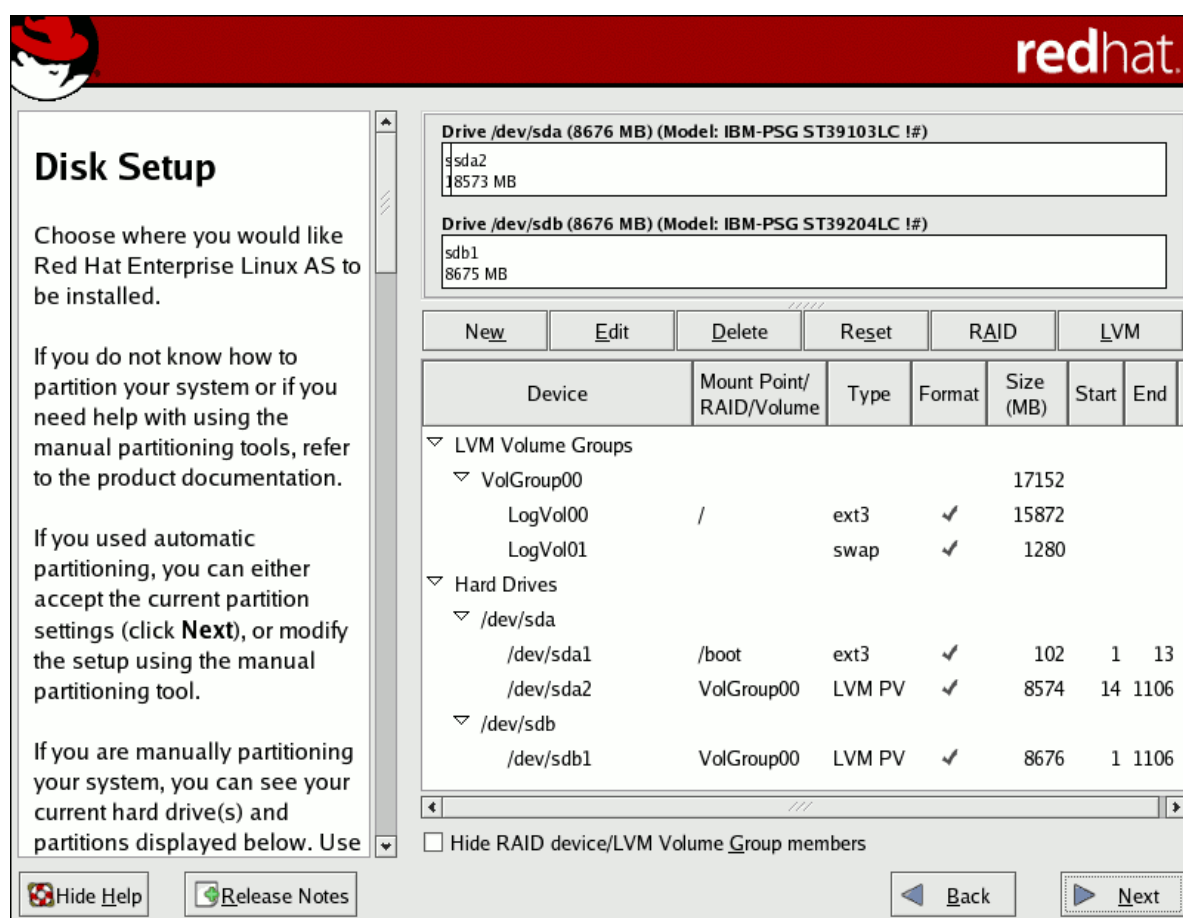 redhat.
Disk Setup
Choose where you would like
Red Hat Enterprise Linux AS to
be installed.
If you do not know how to
partition your system or if you
need help with using the
manual partitioning tools, refer
to the product documentation.
If you used automatic
partitioning, you can either
accept the current partition
settings (click Next), or modify
the setup using the manual
partitioning tool.
If you are manually partitioning
your system, you can see your
current hard drive(s) and
partitions displayed below. Use
Drive /dev/sda (8676 MB) (Model: IBM-PSG ST39103LC !#)
s sda2
1 8573 MB
Drive /dev/sdb (8676 MB) (Model: IBM-PSG ST39204LC !#)
sdb1
8675 MB
New Edit Delete Reset RAID LVM
Device Mount Point/ RAID/Volume Type Format Size (MB) Start End
LVM Volume Groups
VolGroup00 17152
LogVol00 / ext3 15872
LogVol01 swap 1280
Hard Drives
/dev/sda
/dev/sda1 /boot ext3 102 1 13
/dev/sda2 VolGroup00 LVM PV 8574 14 1106
/dev/sdb
/dev/sdb1 VolGroup00 LVM PV 8676 1 1106
Hide RAID device/LVM Volume Group members
Hide Help Release Notes Back Next